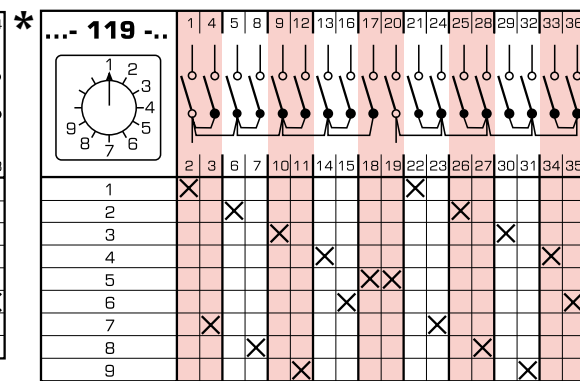 * ...- 119 -..
1 4 5 8 9 12 13 16 17 20 21 24 25 28 29 32 33 36
1 2 3 4 5 6 7 8 9
2 3 6 7 10 11 14 15 18 19 22 23 26 27 30 31 34 35
1 X X
2 X X
3 X X
4 X X
5 X X
6 X X
7 X X
8 X X
9 X X